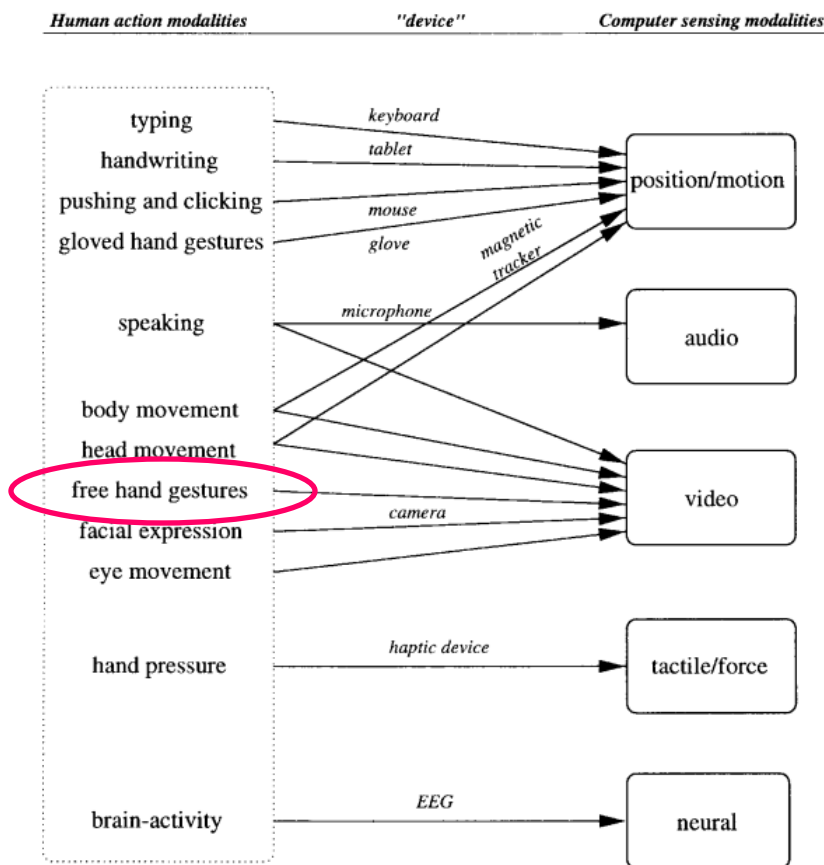 Human action modalities "device" Computer sensing modalities
typing
keyboard
handwriting
tablet
position/motion
pushing and clicking
mouse
gloved hand gestures
glove
magnetic
tracker
speaking
microphone
audio
body movement
head movement
free hand gestures
video
camera
facial expression
eye movement
hand pressure
haptic device
tactile/force
brain-activity
EEG
neural